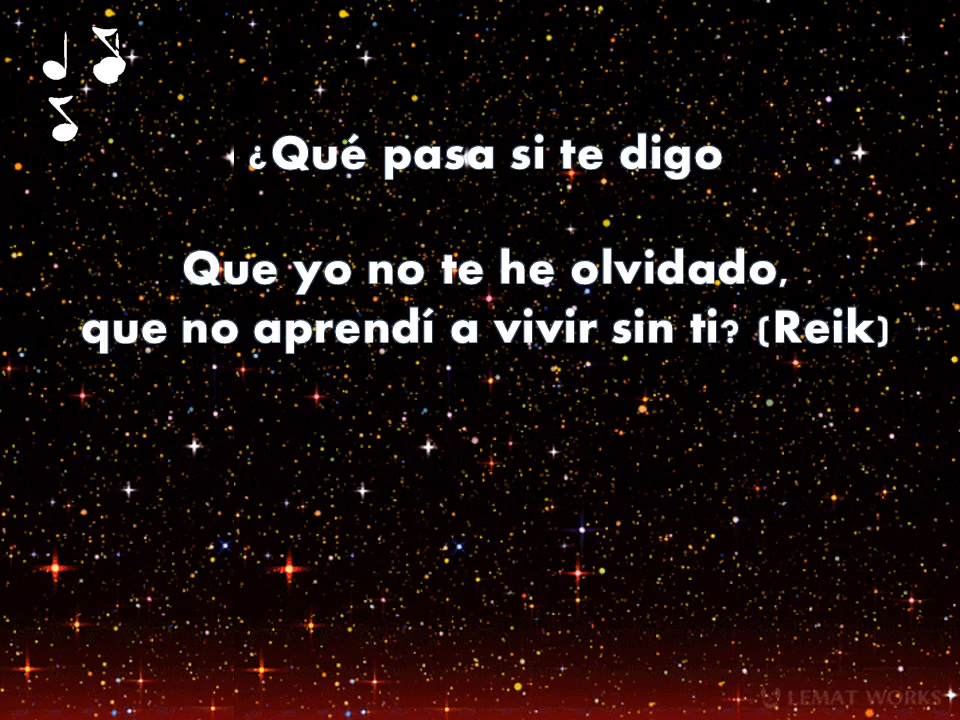 ¿Qué pasa si te digo
Que yo no te he olvidado,
que no aprendí a vivir sin ti? (Reik)
LEMAT WORKS